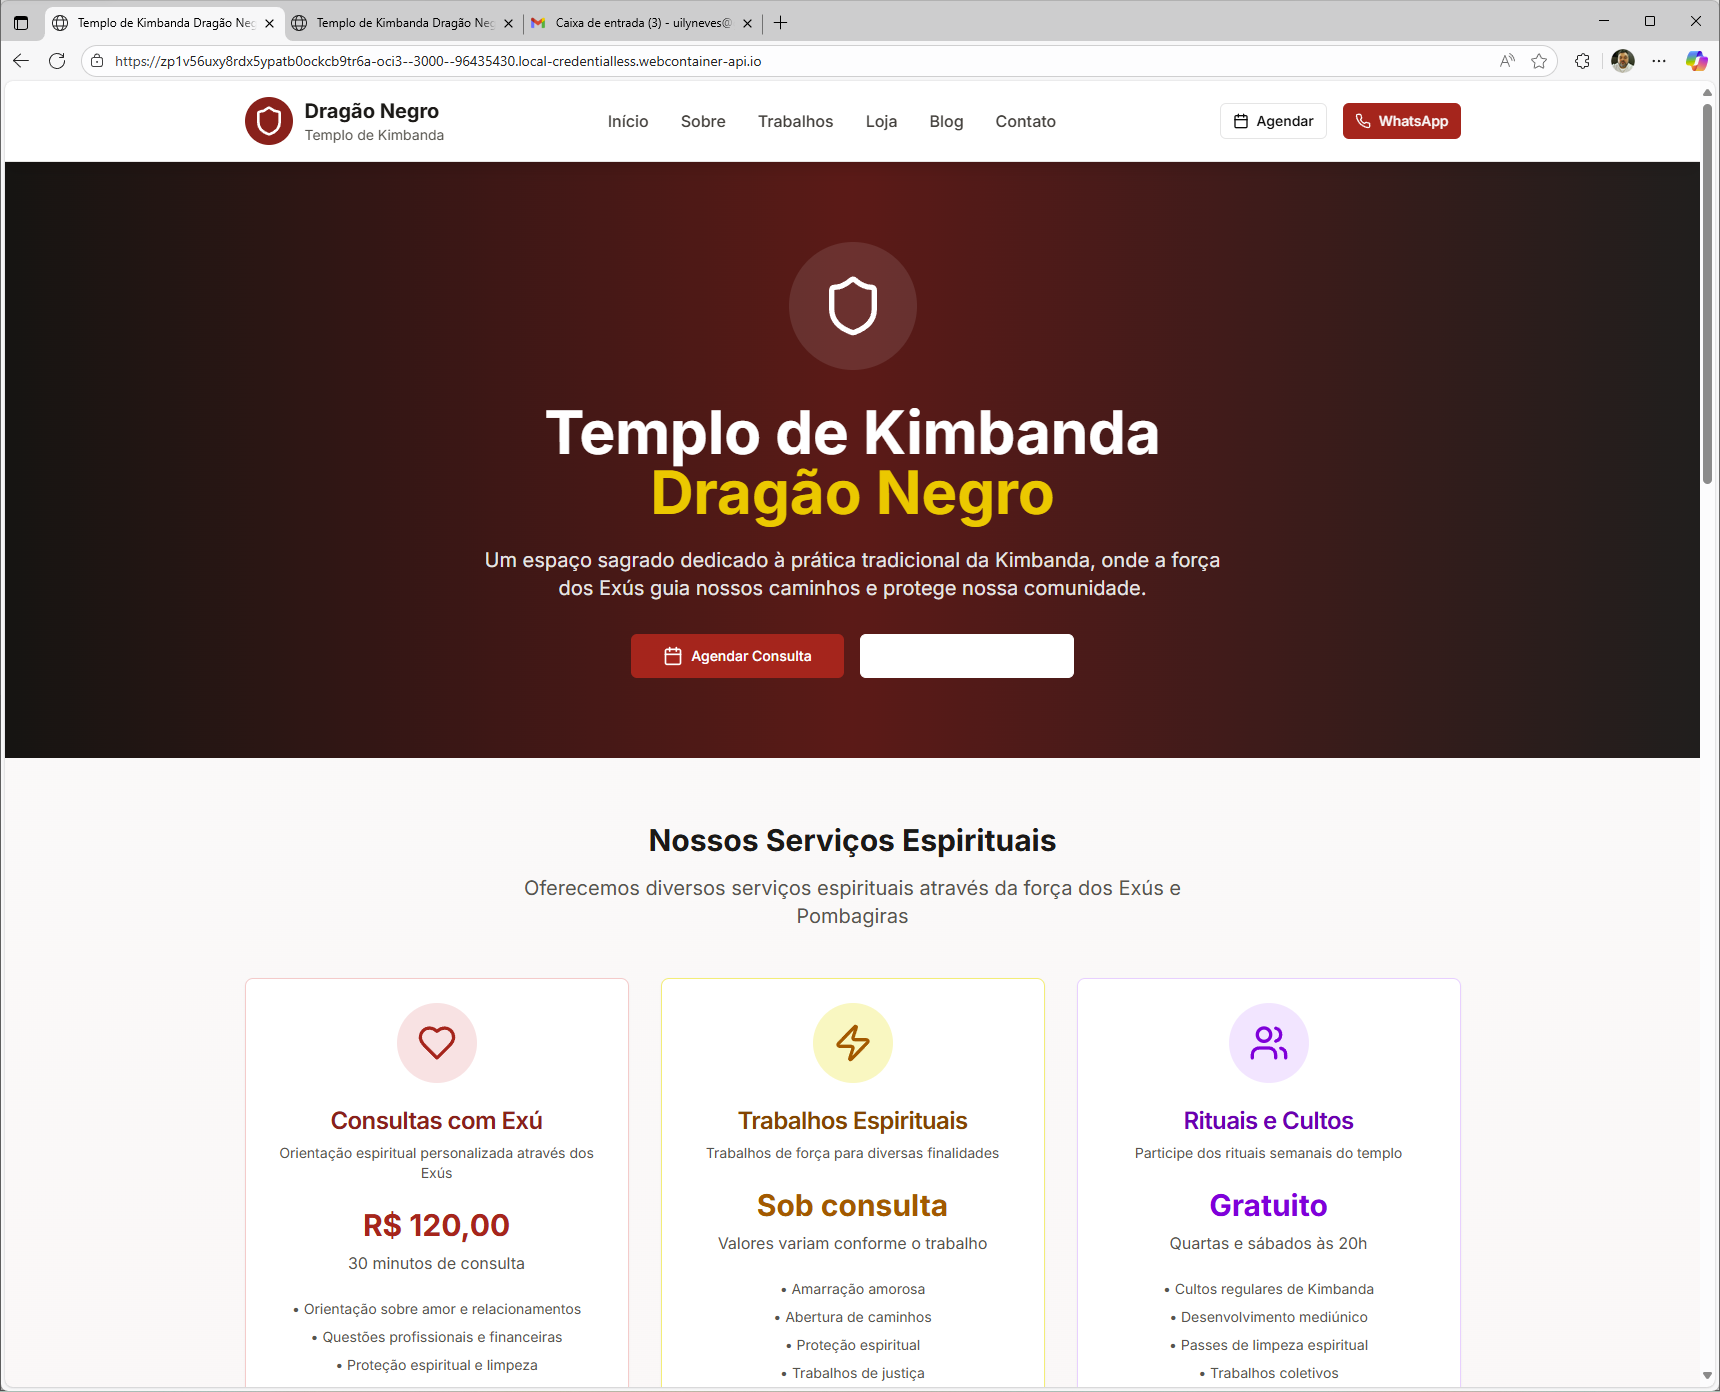 Templo de Kimbanda Dragão Neg
Templo de Kimbanda Dragão Neg
Caixa de entrada (3) - uilyneves@
https://zp1v56uxy8rdx5ypatb0ockcb9tr6a-oci3--3000--96435430.local-credentialless.webcontainer-api.io
Dragão Negro
Templo de Kimbanda
Início
Sobre
Trabalhos
Loja
Blog
Contato
Agendar
WhatsApp
Templo de Kimbanda
Dragão Negro
Um espaço sagrado dedicado à prática tradicional da Kimbanda, onde a força
dos Exús guia nossos caminhos e protege nossa comunidade.
Agendar Consulta
Nossos Serviços Espirituais
Oferecemos diversos serviços espirituais através da força dos Exús e
Pombagiras
Consultas com Exú
Orientação espiritual personalizada através dos
Exús
R$ 120,00
30 minutos de consulta
• Orientação sobre amor e relacionamentos
• Questões profissionais e financeiras
• Proteção espiritual e limpeza
Trabalhos Espirituais
Trabalhos de força para diversas finalidades
Sob consulta
Valores variam conforme o trabalho
• Amarração amorosa
• Abertura de caminhos
• Proteção espiritual
• Trabalhos de justiça
Rituais e Cultos
Participe dos rituais semanais do templo
Gratuito
Quartas e sábados às 20h
• Cultos regulares de Kimbanda
• Desenvolvimento mediúnico
• Passes de limpeza espiritual
• Trabalhos coletivos